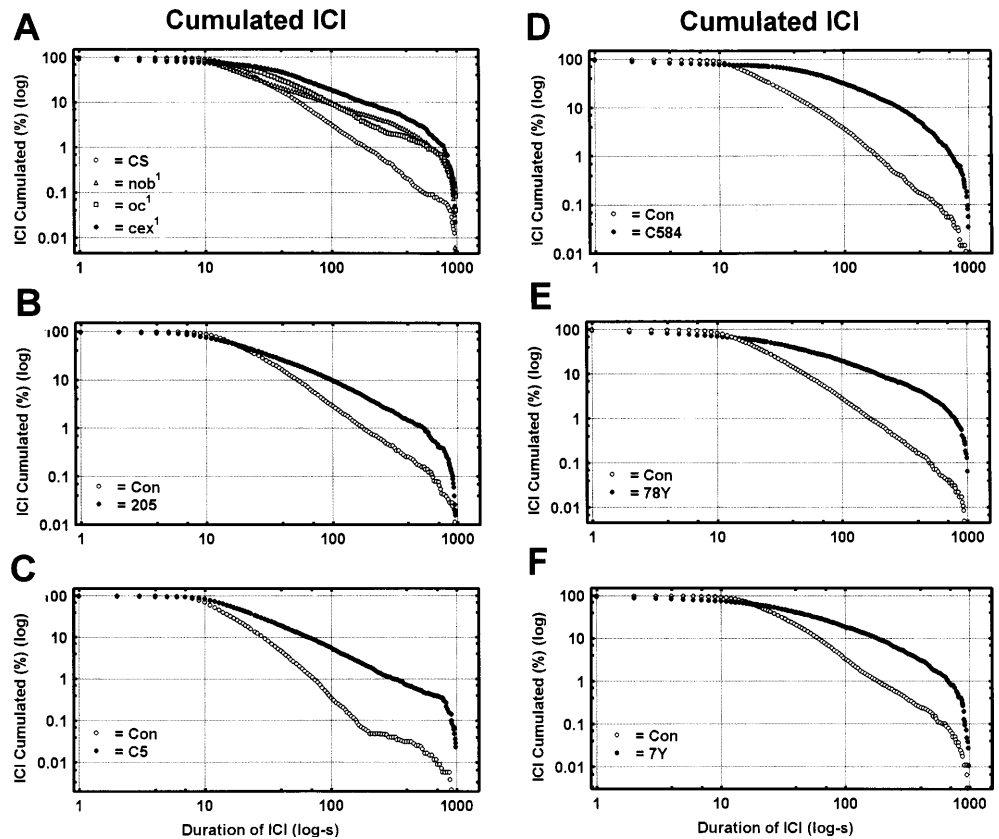 A
Cumulated ICI
ICI Cumulated (%) (log)
100
10
1
0.1
0.01
= CS
= nob1
= oc1
= cex1
1
10
100
1000
B
ICI Cumulated (%) (log)
100
10
1
0.1
0.01
= Con
= 205
1
10
100
1000
C
ICI Cumulated (%) (log)
100
10
1
0.1
0.01
= Con
= C5
1
10
100
1000
Duration of ICI (log-s)
D
Cumulated ICI
ICI Cumulated (%) (log)
100
10
1
0.1
0.01
= Con
= C584
1
10
100
1000
E
ICI Cumulated (%) (log)
100
10
1
0.1
0.01
= Con
= 78Y
1
10
100
1000
F
ICI Cumulated (%) (log)
100
10
1
0.1
0.01
= Con
= 7Y
1
10
100
1000
Duration of ICI (log-s)